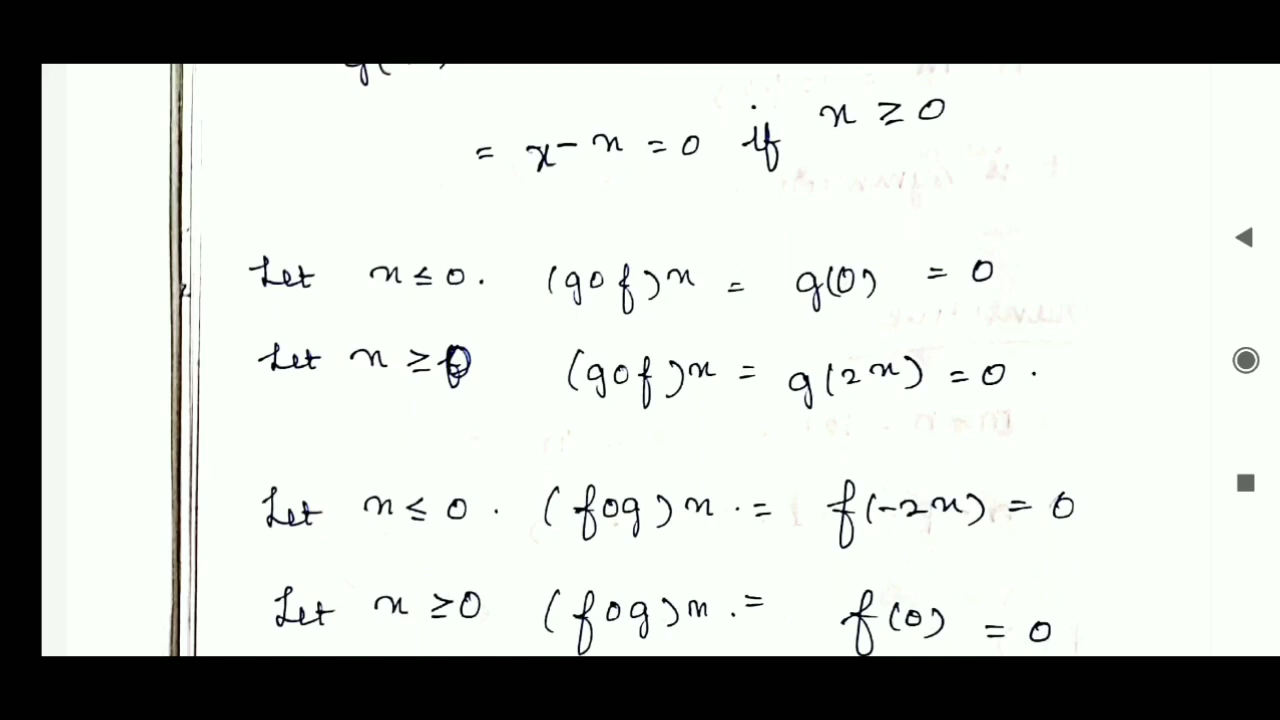 = x - x = 0 if x ≥ 0
Let x ≤ 0. (gof)x = g(0) = 0
Let x ≥ 0 (gof)x = g(2x) = 0.
Let x ≤ 0. (fog)x. = f(-2x) = 0
Let x ≥ 0 (fog)x. = f(0) = 0